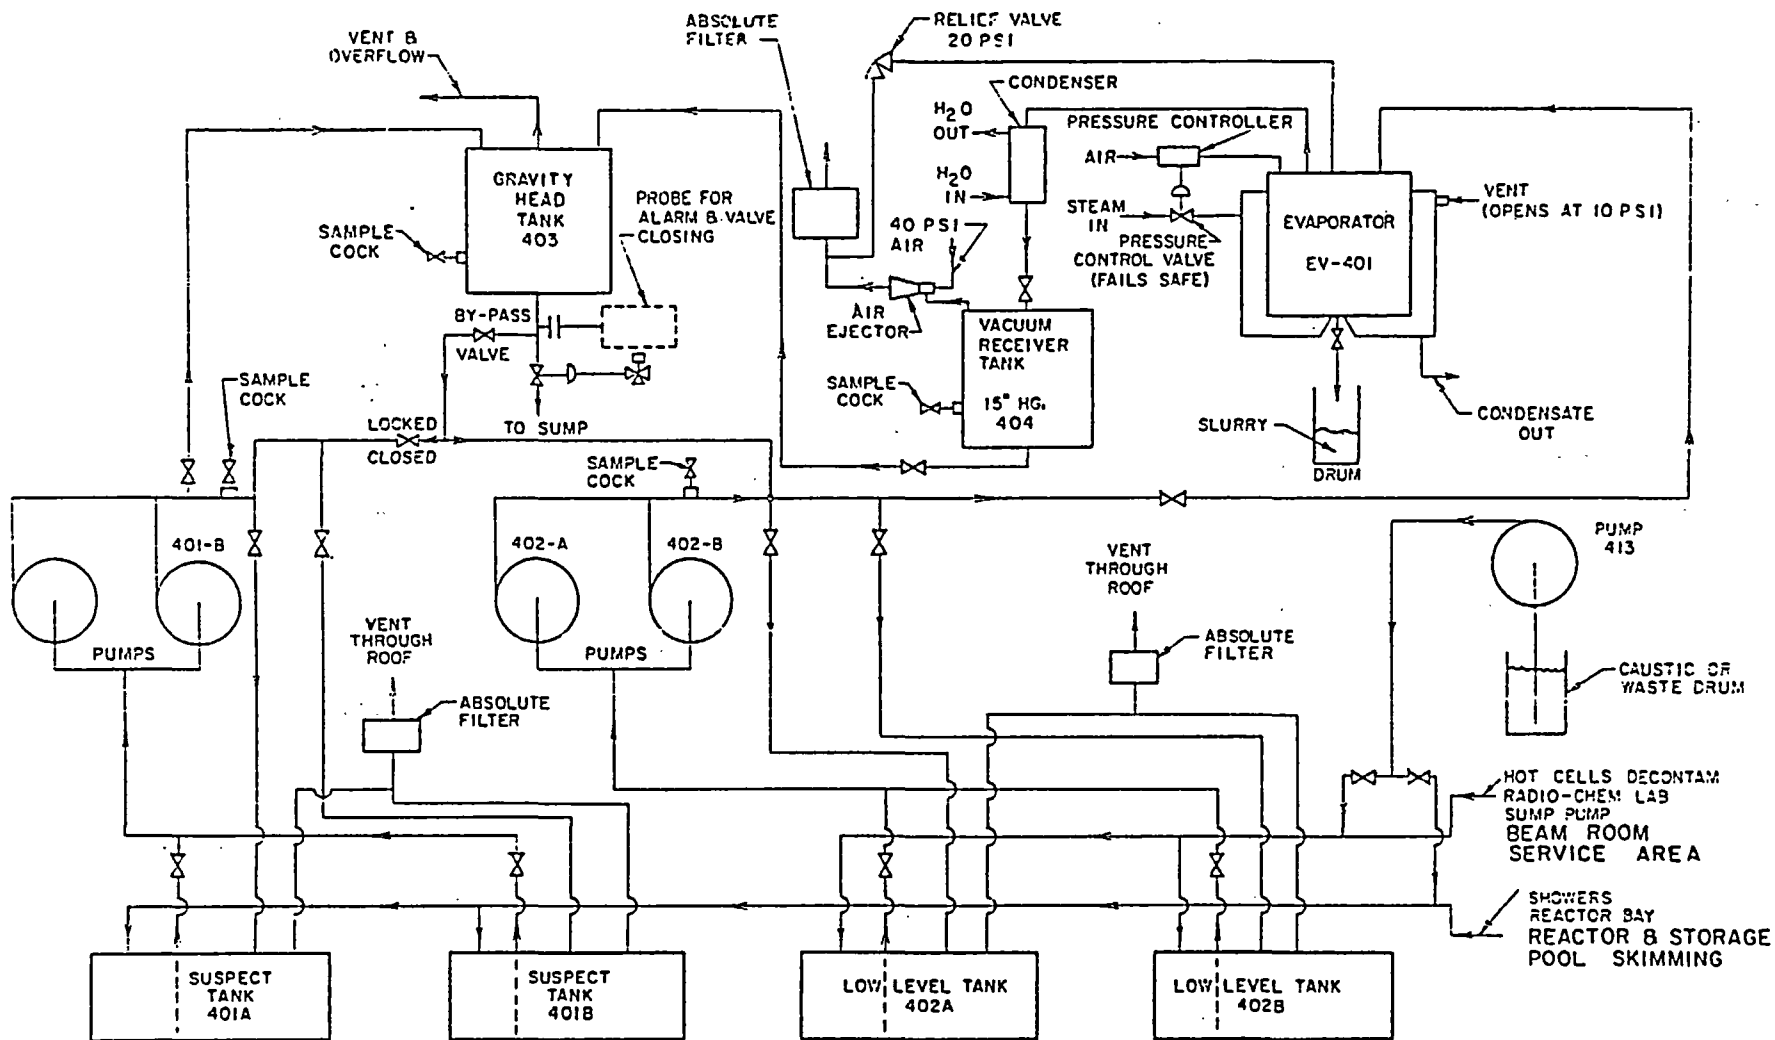 VENT &
OVERFLOW
ABSOLUTE
FILTER
RELIEF VALVE
20 PSI
CONDENSER
H2O
OUT
H2O
IN
PRESSURE CONTROLLER
AIR
STEAM
IN
PRESSURE
CONTROL VALVE
(FAILS SAFE)
EVAPORATOR
EV-401
VENT
(OPENS AT 10 PSI)
GRAVITY
HEAD
TANK
403
PROBE FOR
ALARM & VALVE
CLOSING
SAMPLE
COCK
40 PSI
AIR
AIR
EJECTOR
BY-PASS
VALVE
VACUUM
RECEIVER
TANK
15" HG.
404
SAMPLE
COCK
SLURRY
DRUM
CONDENSATE
OUT
SAMPLE
COCK
LOCKED
CLOSED
TO SUMP
SAMPLE
COCK
401-B
PUMPS
402-A
402-B
PUMPS
PUMP
413
VENT
THROUGH
ROOF
ABSOLUTE
FILTER
VENT
THROUGH
ROOF
ABSOLUTE
FILTER
CAUSTIC OR
WASTE DRUM
HOT CELLS DECONTAM
RADIO-CHEM LAB
SUMP PUMP
BEAM ROOM
SERVICE AREA
SHOWERS
REACTOR BAY
REACTOR & STORAGE
POOL SKIMMING
SUSPECT
TANK
401A
SUSPECT
TANK
401B
LOW LEVEL TANK
402A
LOW LEVEL TANK
402B